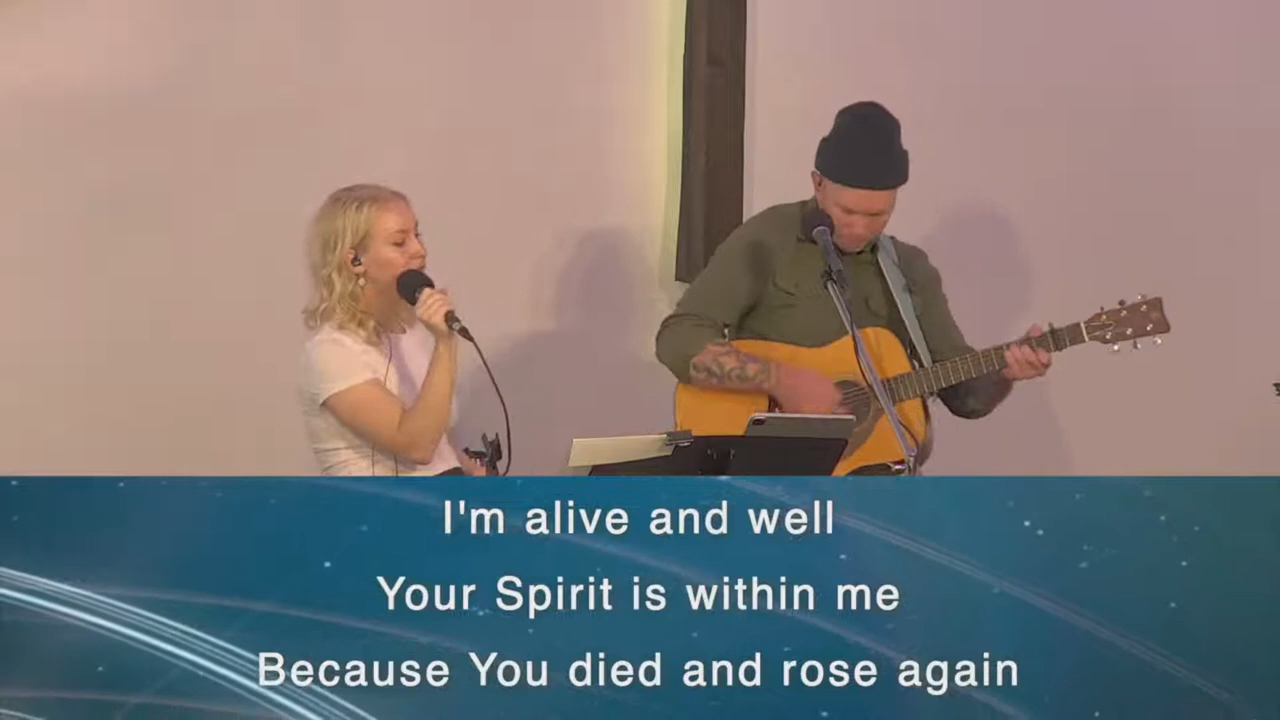 I'm alive and well
Your Spirit is within me
Because You died and rose again